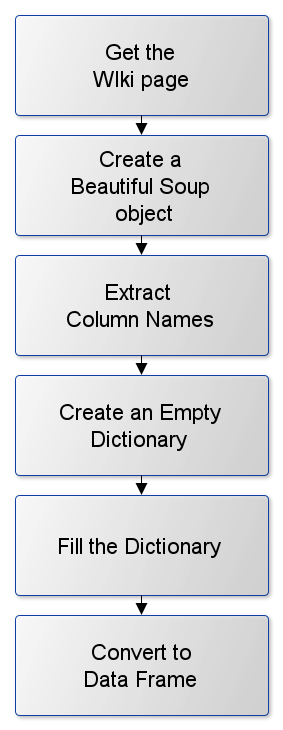 Get the
WIki page
Create a
Beautiful Soup
object
Extract
Column Names
Create an Empty
Dictionary
Fill the Dictionary
Convert to
Data Frame